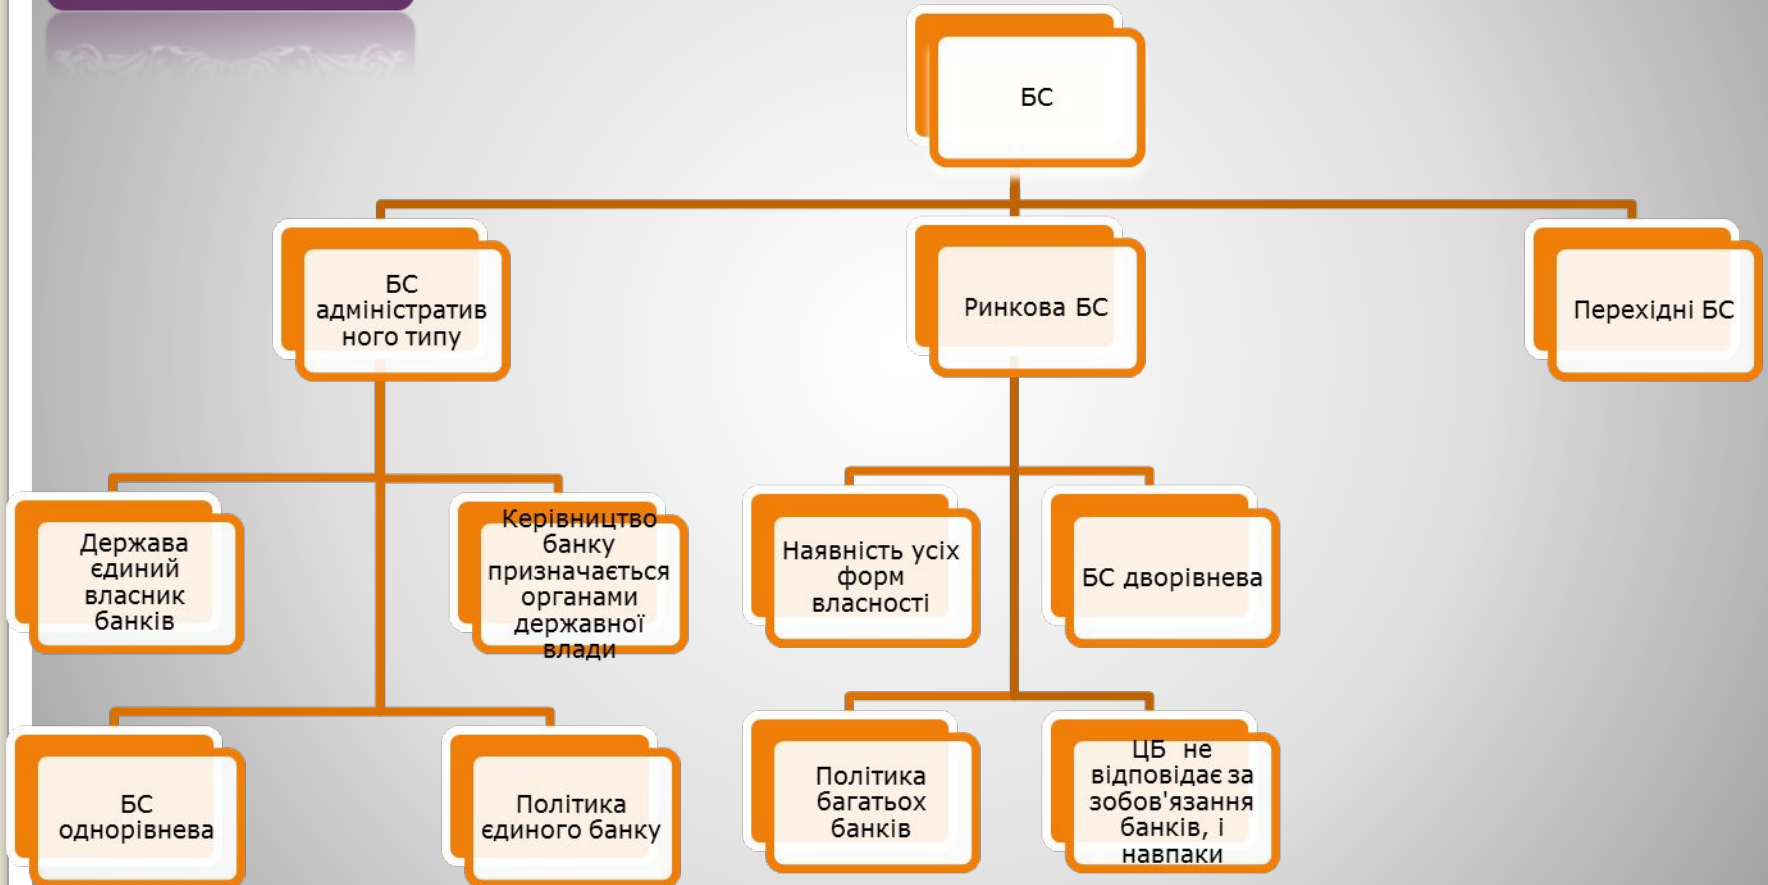 БС
БС
адміністратив
ного типу
Ринкова БС
Перехідні БС
Держава
єдиний
власник
банків
Керівництво
банку
призначається
органами
державної
влади
Наявність усіх
форм
власності
БС дворівнева
БС
однорівнева
Політика
єдиного банку
Політика
багатьох
банків
ЦБ  не
відповідає за
зобов'язання
банків, і
навпаки